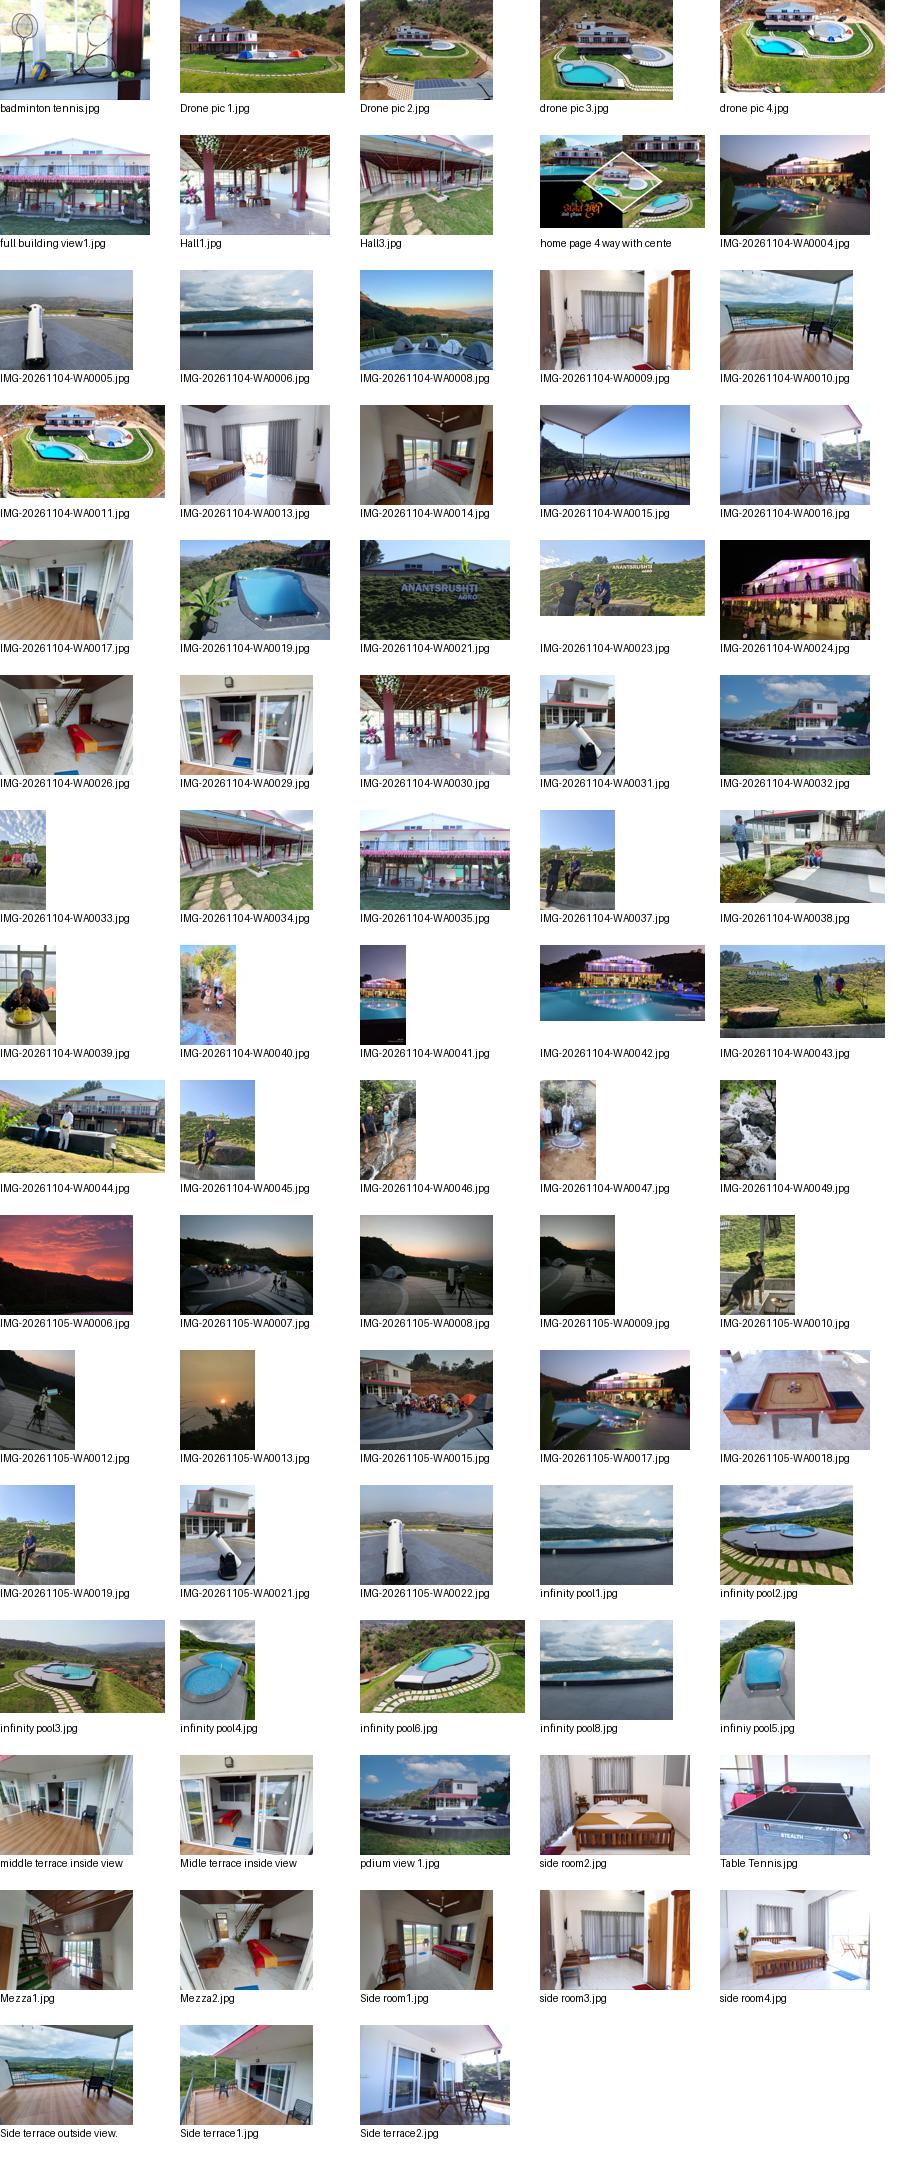 badminton tennis.jpg
Drone pic 1.jpg
Drone pic 2.jpg
drone pic 3.jpg
drone pic 4.jpg
full building view1.jpg
Hall1.jpg
Hall3.jpg
home page 4 way with cente
IMG-20261104-WA0004.jpg
IMG-20261104-WA0005.jpg
IMG-20261104-WA0006.jpg
IMG-20261104-WA0008.jpg
IMG-20261104-WA0009.jpg
IMG-20261104-WA0010.jpg
IMG-20261104-WA0011.jpg
IMG-20261104-WA0013.jpg
IMG-20261104-WA0014.jpg
IMG-20261104-WA0015.jpg
IMG-20261104-WA0016.jpg
ANANTSRUSHTI
AGRO
ANANTSRUSHTI
AGRO
IMG-20261104-WA0017.jpg
IMG-20261104-WA0019.jpg
IMG-20261104-WA0021.jpg
IMG-20261104-WA0023.jpg
IMG-20261104-WA0024.jpg
IMG-20261104-WA0026.jpg
IMG-20261104-WA0029.jpg
IMG-20261104-WA0030.jpg
IMG-20261104-WA0031.jpg
IMG-20261104-WA0032.jpg
IMG-20261104-WA0033.jpg
IMG-20261104-WA0034.jpg
IMG-20261104-WA0035.jpg
IMG-20261104-WA0037.jpg
IMG-20261104-WA0038.jpg
ANANTSRUSHTI
IMG-20261104-WA0039.jpg
IMG-20261104-WA0040.jpg
IMG-20261104-WA0041.jpg
IMG-20261104-WA0042.jpg
IMG-20261104-WA0043.jpg
IMG-20261104-WA0044.jpg
IMG-20261104-WA0045.jpg
IMG-20261104-WA0046.jpg
IMG-20261104-WA0047.jpg
IMG-20261104-WA0049.jpg
IMG-20261105-WA0006.jpg
IMG-20261105-WA0007.jpg
IMG-20261105-WA0008.jpg
IMG-20261105-WA0009.jpg
IMG-20261105-WA0010.jpg
IMG-20261105-WA0012.jpg
IMG-20261105-WA0013.jpg
IMG-20261105-WA0015.jpg
IMG-20261105-WA0017.jpg
IMG-20261105-WA0018.jpg
IMG-20261105-WA0019.jpg
IMG-20261105-WA0021.jpg
IMG-20261105-WA0022.jpg
infinity pool1.jpg
infinity pool2.jpg
infinity pool3.jpg
infinity pool4.jpg
infinity pool6.jpg
infinity pool8.jpg
infiniy pool5.jpg
STEALTH
middle terrace inside view
Midle terrace inside view
pdium view 1.jpg
side room2.jpg
Table Tennis.jpg
Mezza1.jpg
Mezza2.jpg
Side room1.jpg
side room3.jpg
side room4.jpg
Side terrace outside view.
Side terrace1.jpg
Side terrace2.jpg